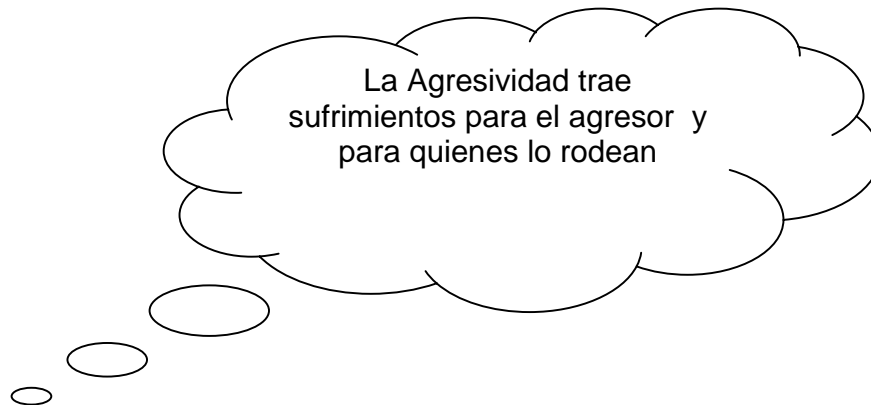 La Agresividad trae
sufrimientos para el agresor  y
para quienes lo rodean